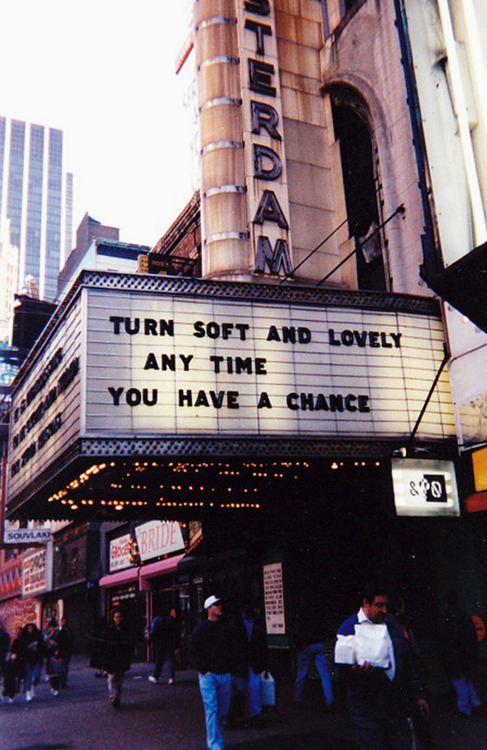 STERDAM
TURN SOFT AND LOVELY
ANY TIME
YOU HAVE A CHANCE
SOUVLAKI
BRIDE